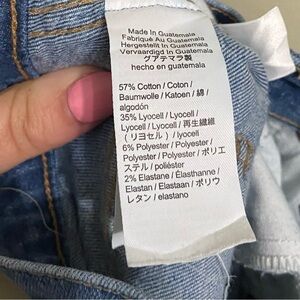 Made In Guatemala
Fabriqué Au Guatemala
Hergestellt In Guatemala
Vervaardigd In Guatemala
グアテマラ製
hecho en guatemala
57% Cotton / Coton /
Baumwolle / Katoen / 綿 /
algodón
35% Lyocell / Lyocell /
Lyocell / Lyocell / 再生繊維
(リヨセル) / Lyocell
6% Polyester / Polyester /
Polyester / Polyester / ポリエ
ステル / poliéster
2% Elastane / Élasthanne /
Elastan / Elastaan / ポリウ
レタン / elastano